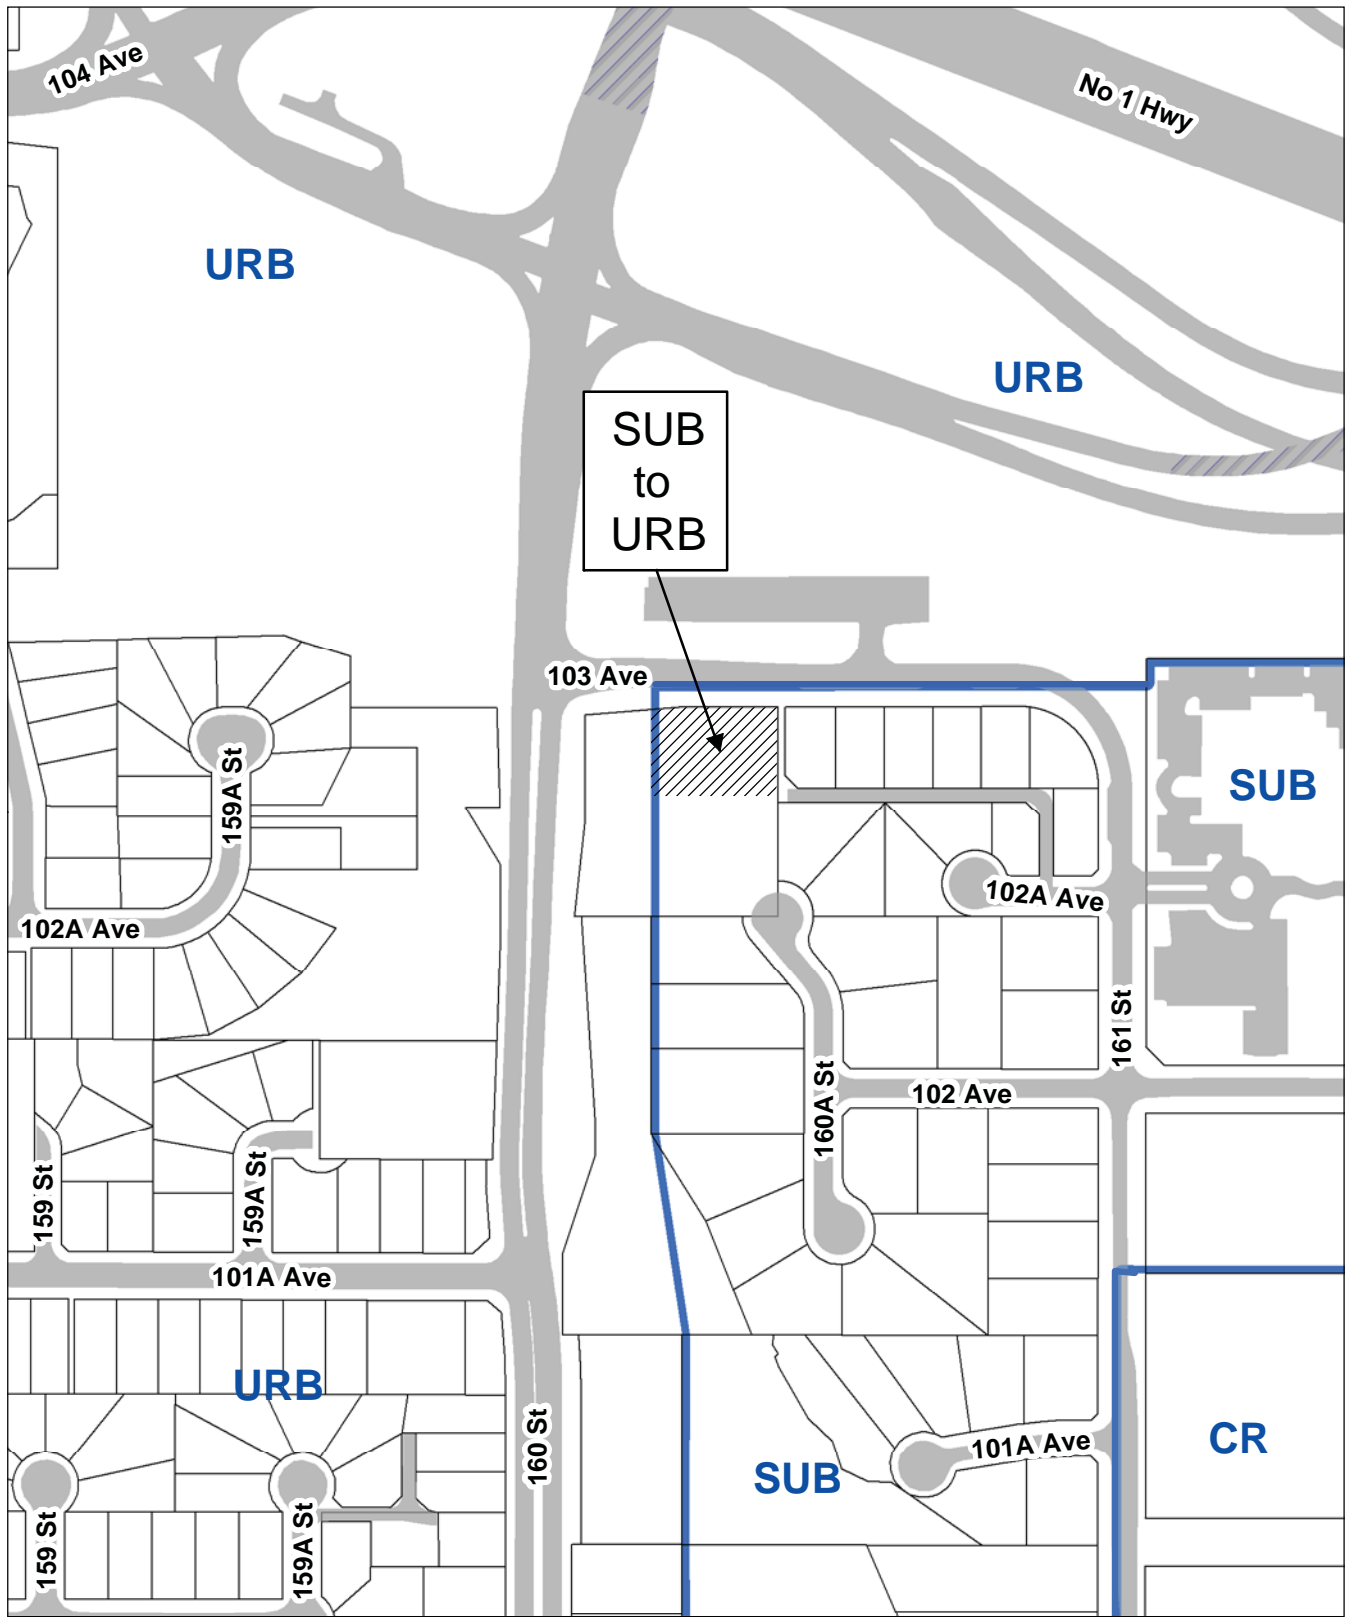 104 Ave
No 1 Hwy
URB
URB
SUB
to
URB
103 Ave
159A St
SUB
102A Ave
102A Ave
161 St
160A St
102 Ave
159 St
159A St
101A Ave
URB
160 St
101A Ave
CR
SUB
159 St
159A St